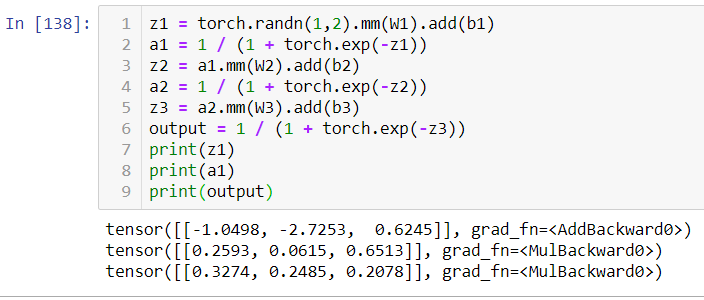 In [138]:
1 z1 = torch.randn(1,2).mm(W1).add(b1)
2 a1 = 1 / (1 + torch.exp(-z1))
3 z2 = a1.mm(W2).add(b2)
4 a2 = 1 / (1 + torch.exp(-z2))
5 z3 = a2.mm(W3).add(b3)
6 output = 1 / (1 + torch.exp(-z3))
7 print(z1)
8 print(a1)
9 print(output)
tensor([[-1.0498, -2.7253,  0.6245]], grad_fn=<AddBackward0>)
tensor([[0.2593, 0.0615, 0.6513]], grad_fn=<MulBackward0>)
tensor([[0.3274, 0.2485, 0.2078]], grad_fn=<MulBackward0>)